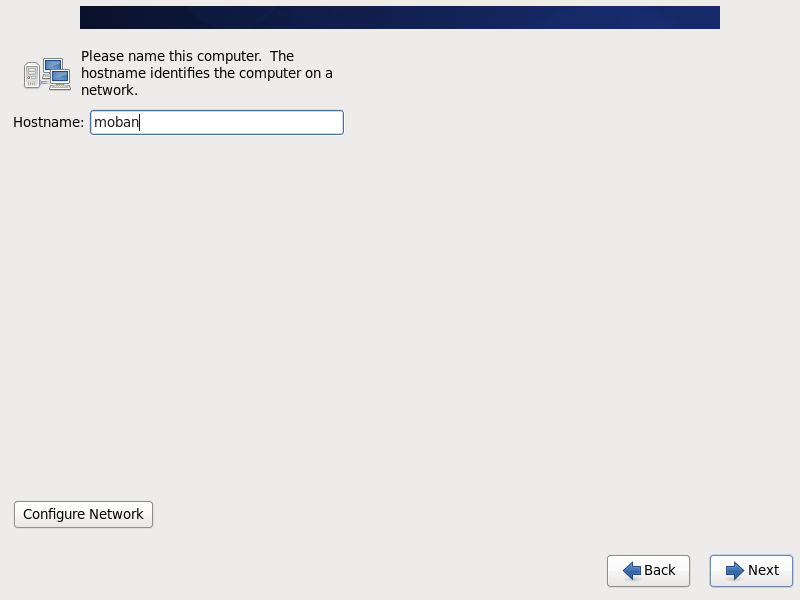 Please name this computer.  The
hostname identifies the computer on a
network.
Hostname: moban
Configure Network
Back Next